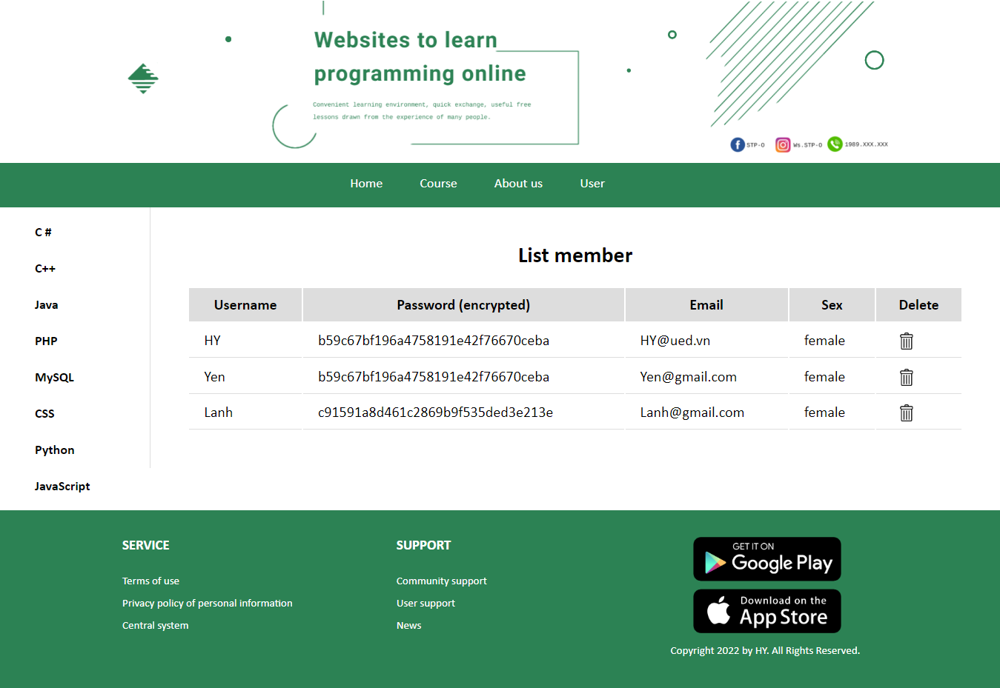 Websites to learn
programming online
Convenient learning environment, quick exchange, useful free
lessons drawn from the experience of many people.
STP-O Ws.STP-O 1989.XXX.XXX
Home Course About us User
C #
C++
Java
PHP
MySQL
CSS
Python
JavaScript
List member
Username Password (encrypted) Email Sex Delete
HY b59c67bf196a4758191e42f76670ceba HY@ued.vn female
Yen b59c67bf196a4758191e42f76670ceba Yen@gmail.com female
Lanh c91591a8d461c2869b9f535ded3e213e Lanh@gmail.com female
SERVICE
Terms of use
Privacy policy of personal information
Central system
SUPPORT
Community support
User support
News
GET IT ON
Google Play
Download on the
App Store
Copyright 2022 by HY. All Rights Reserved.